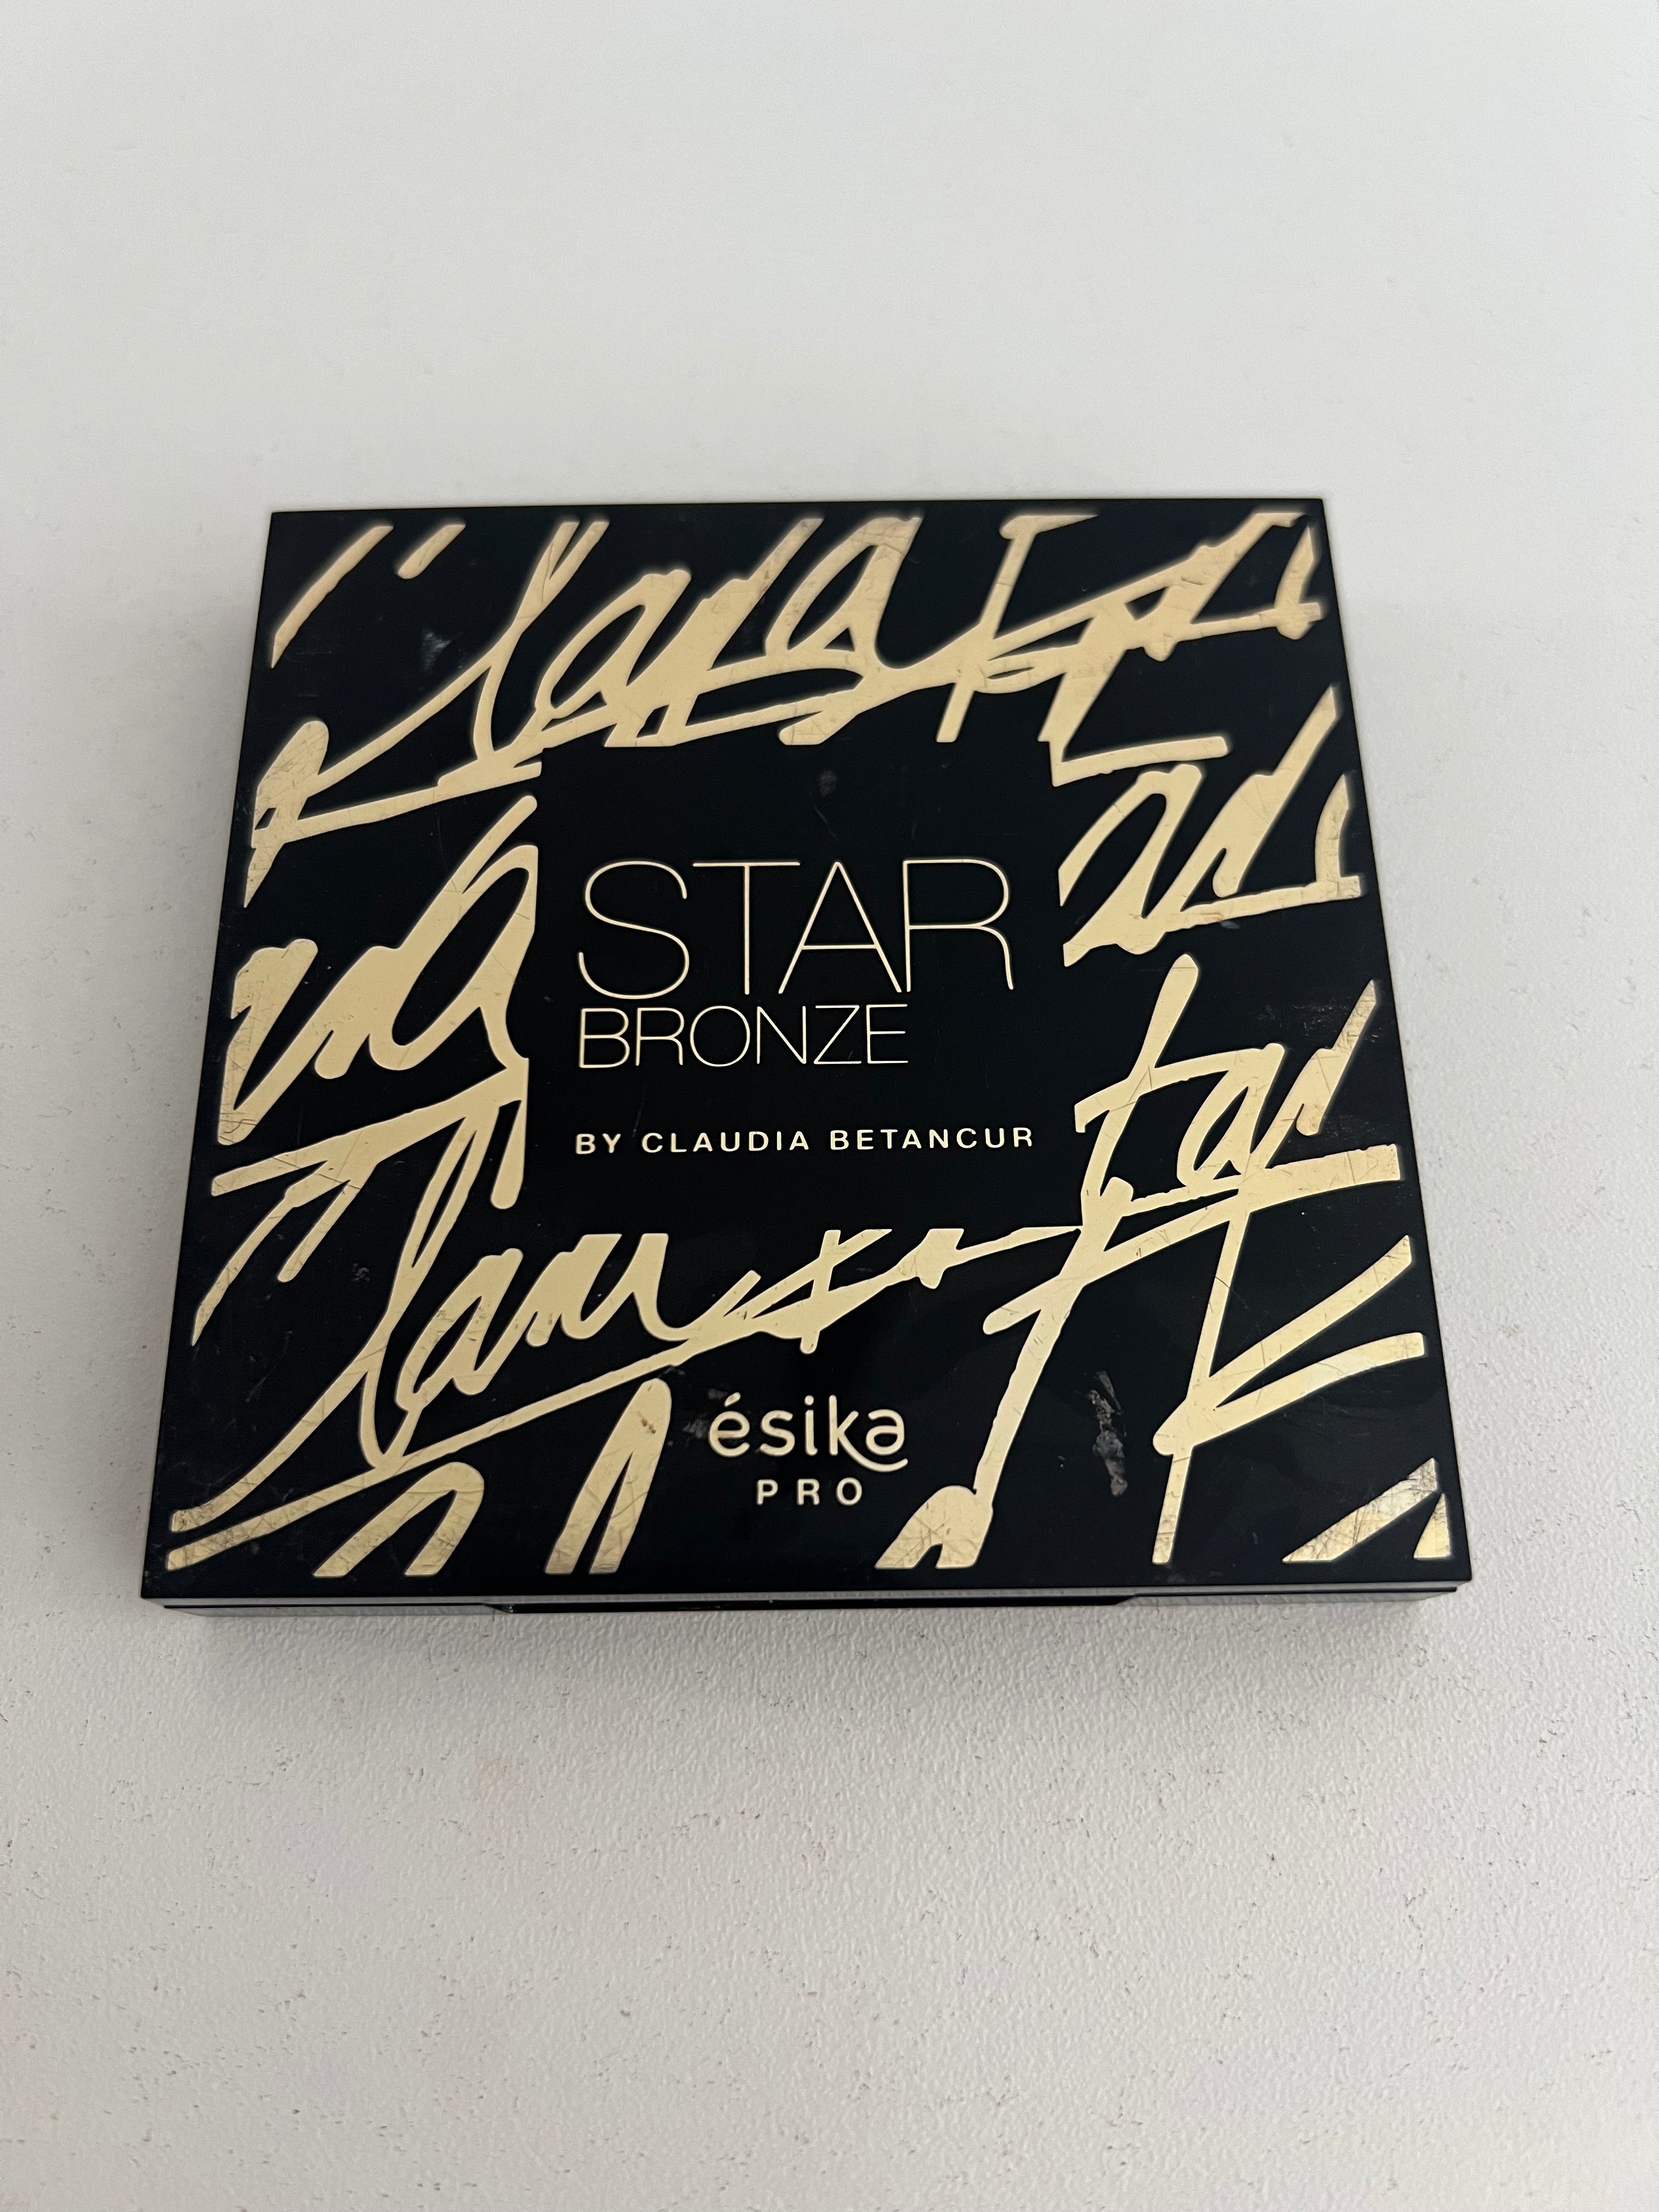 STAR
BRONZE
BY CLAUDIA BETANCUR
ésika
PRO